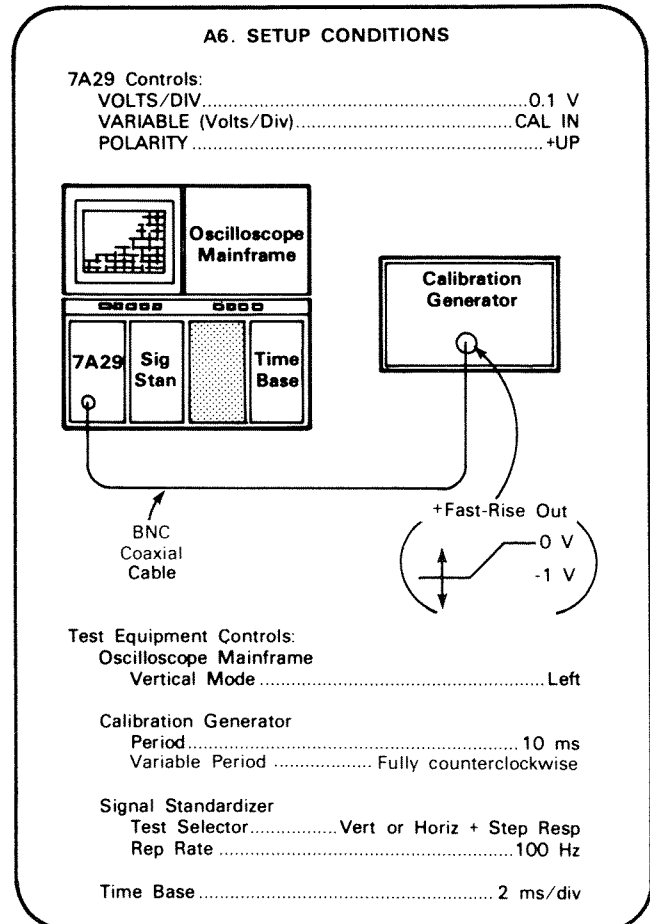 A6. SETUP CONDITIONS
7A29 Controls:
VOLTS/DIV..........0.1 V
VARIABLE (Volts/Div)..........CAL IN
POLARITY..........+UP
Oscilloscope
Mainframe
Calibration
Generator
7A29
Sig
Stan
Time
Base
+Fast-Rise Out
0 V
-1 V
BNC
Coaxial
Cable
Test Equipment Controls:
Oscilloscope Mainframe
Vertical Mode..........Left
Calibration Generator
Period..........10 ms
Variable Period..........Fully counterclockwise
Signal Standardizer
Test Selector..........Vert or Horiz + Step Resp
Rep Rate..........100 Hz
Time Base..........2 ms/div